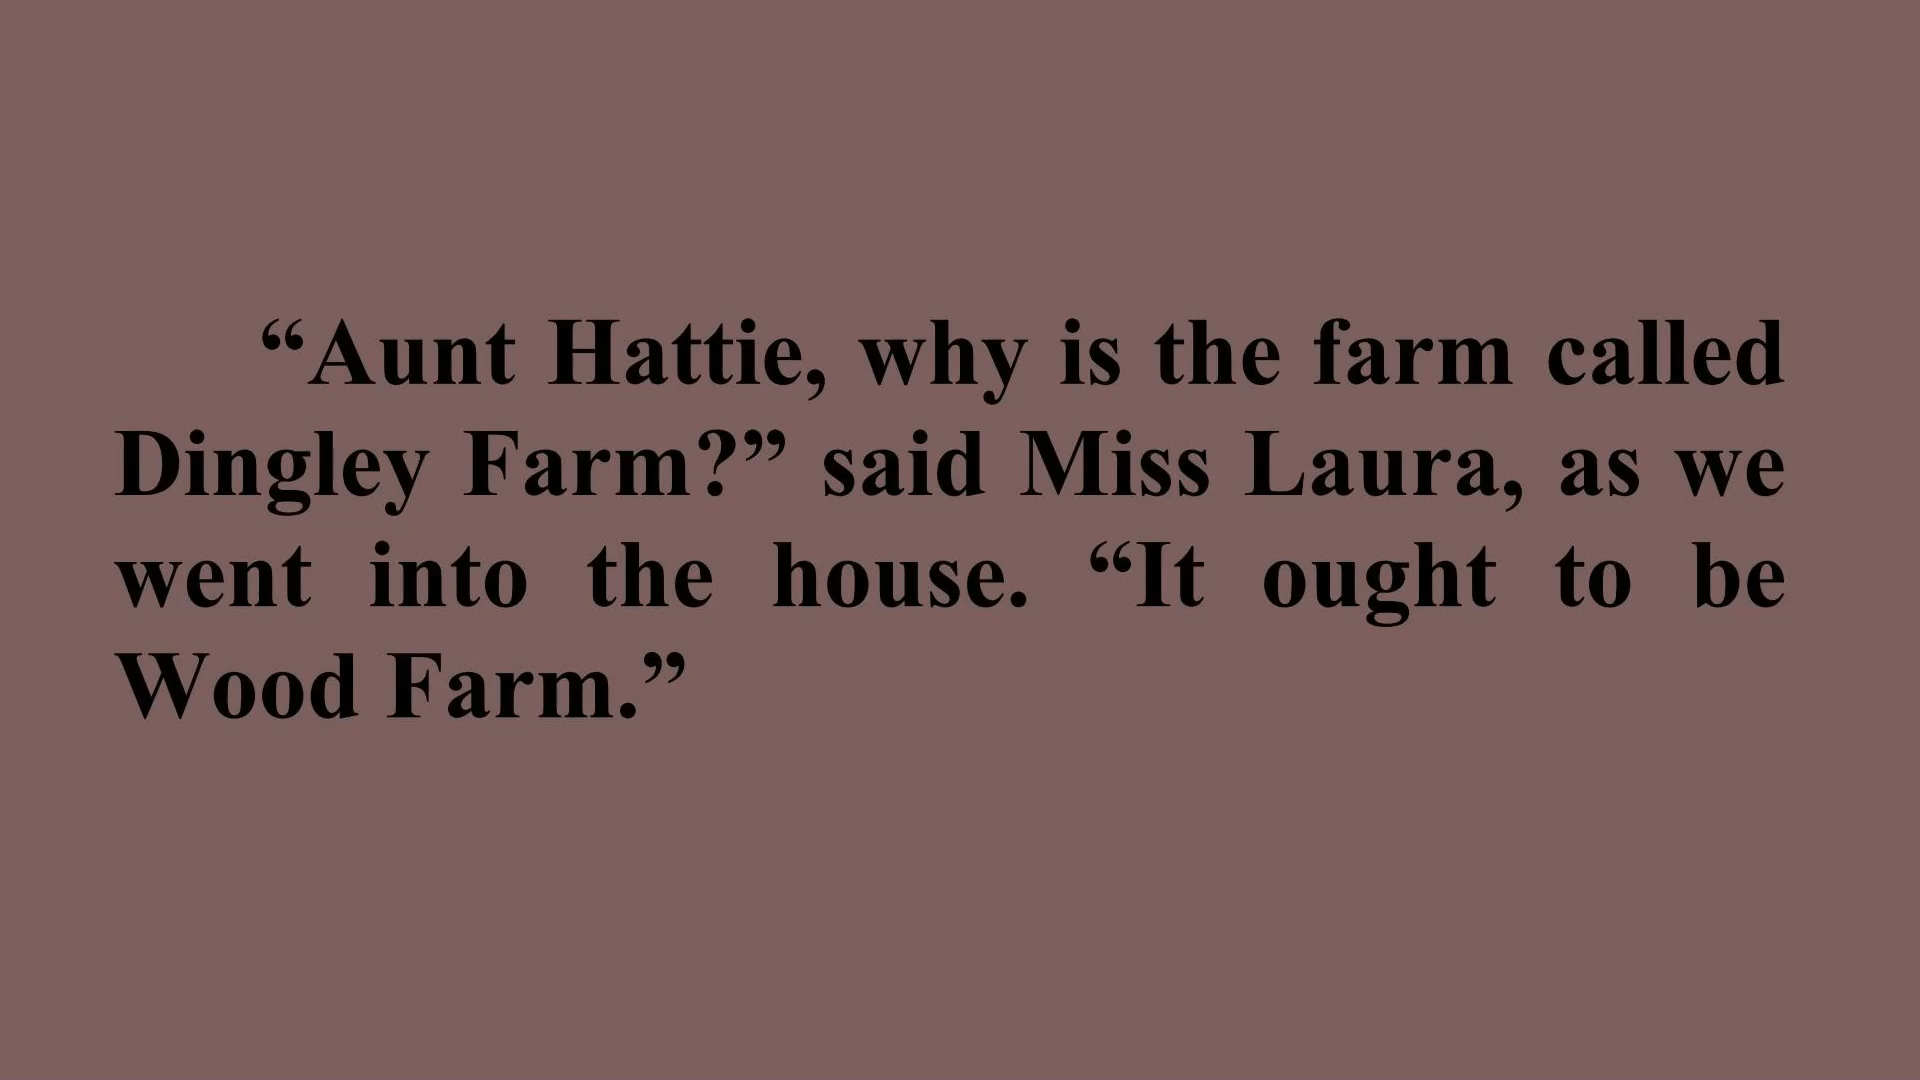 “Aunt Hattie, why is the farm called
Dingley Farm?” said Miss Laura, as we
went into the house. “It ought to be
Wood Farm.”